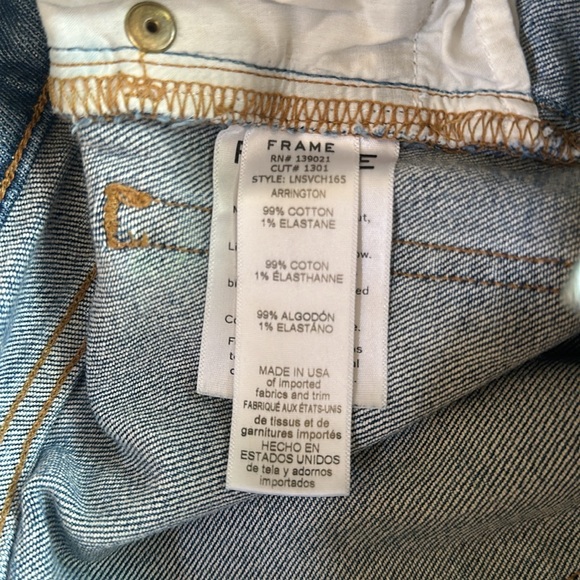 FRAME
RN# 139021
CUT# 1301
STYLE: LNSVCH165
ARRINGTON
99% COTTON
1% ELASTANE
99% COTON
1% ÉLASTHANNE
99% ALGODÓN
1% ELASTANO
MADE IN USA
of imported
fabrics and trim
FABRIQUÉ AUX ÉTATS-UNIS
de tissus et de
garnitures importés
HECHO EN
ESTADOS UNIDOS
de tela y adornos
importados